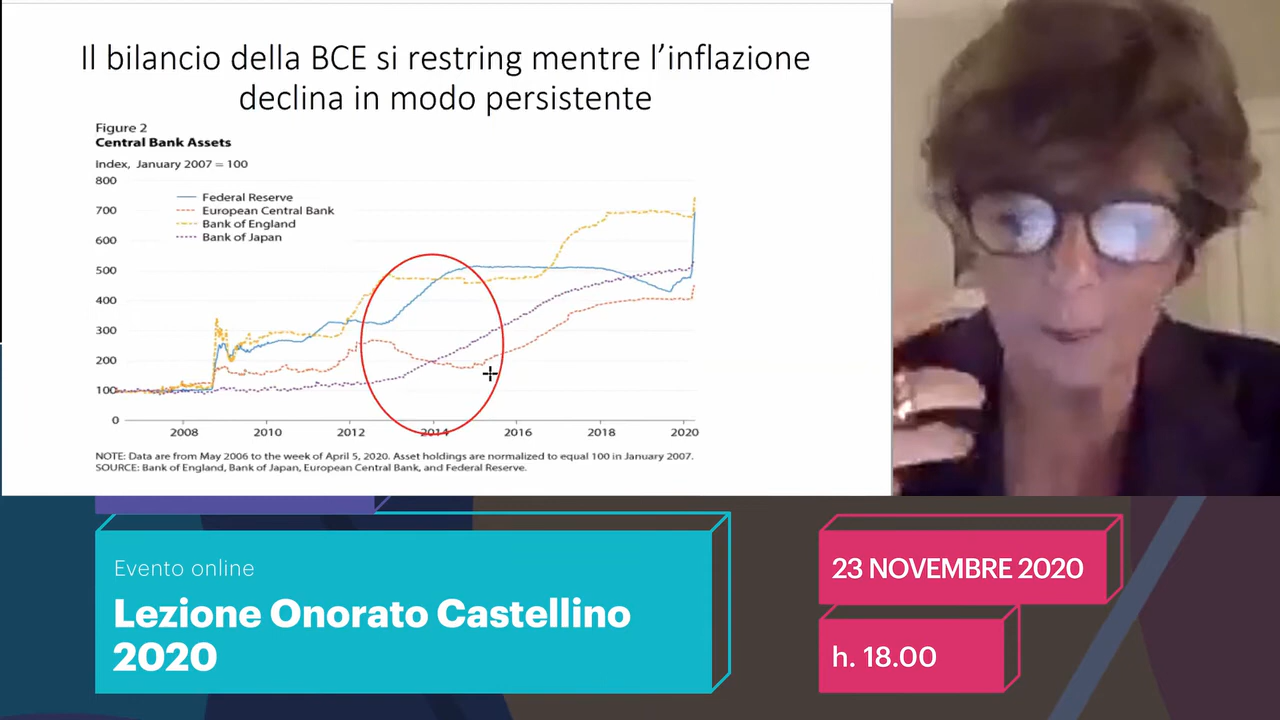 Il bilancio della BCE si restring mentre l’inflazione
declina in modo persistente
Figure 2
Central Bank Assets
Index, January 2007 = 100
800
700
600
500
400
300
200
100
0
Federal Reserve
European Central Bank
Bank of England
Bank of Japan
2008 2010 2012 2014 2016 2018 2020
NOTE: Data are from May 2006 to the week of April 5, 2020. Asset holdings are normalized to equal 100 in January 2007.
SOURCE: Bank of England, Bank of Japan, European Central Bank, and Federal Reserve.
Evento online
Lezione Onorato Castellino
2020
23 NOVEMBRE 2020
h. 18.00